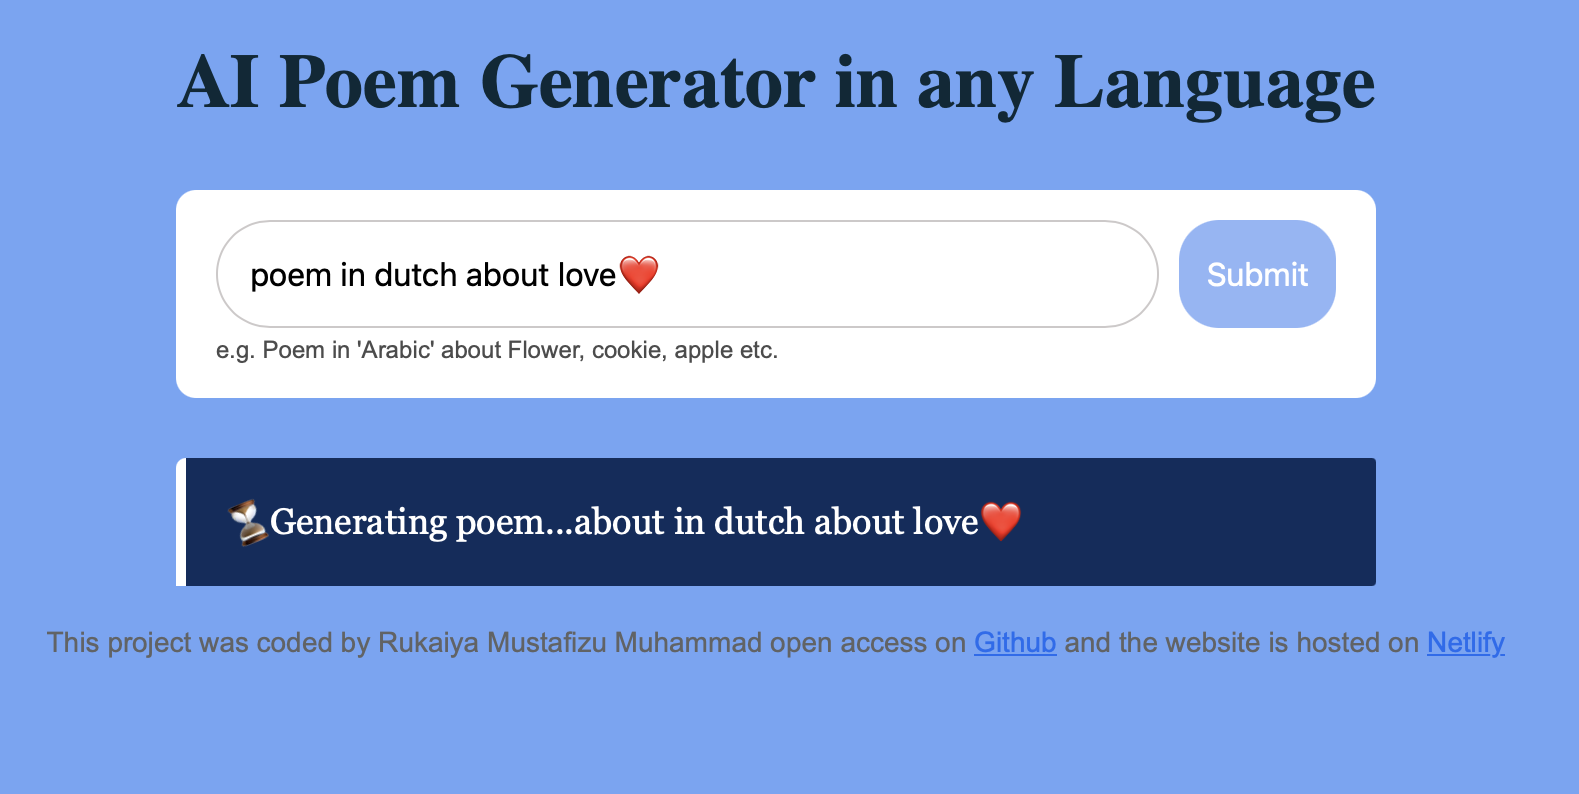 AI Poem Generator in any Language
poem in dutch about love❤️
Submit
e.g. Poem in 'Arabic' about Flower, cookie, apple etc.
⏳Generating poem...about in dutch about love❤️
This project was coded by Rukaiya Mustafizu Muhammad open access on Github and the website is hosted on Netlify